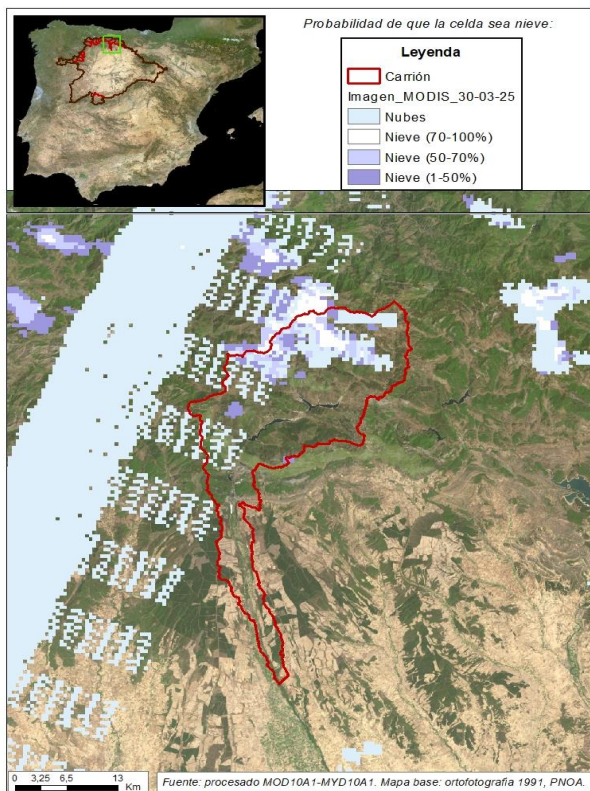 Probabilidad de que la celda sea nieve:
Leyenda
Carrión
Imagen_MODIS_30-03-25
Nubes
Nieve (70-100%)
Nieve (50-70%)
Nieve (1-50%)
0 3,25 6,5 13
Km
Fuente: procesado MOD10A1-MYD10A1. Mapa base: ortofotografia 1991, PNOA.